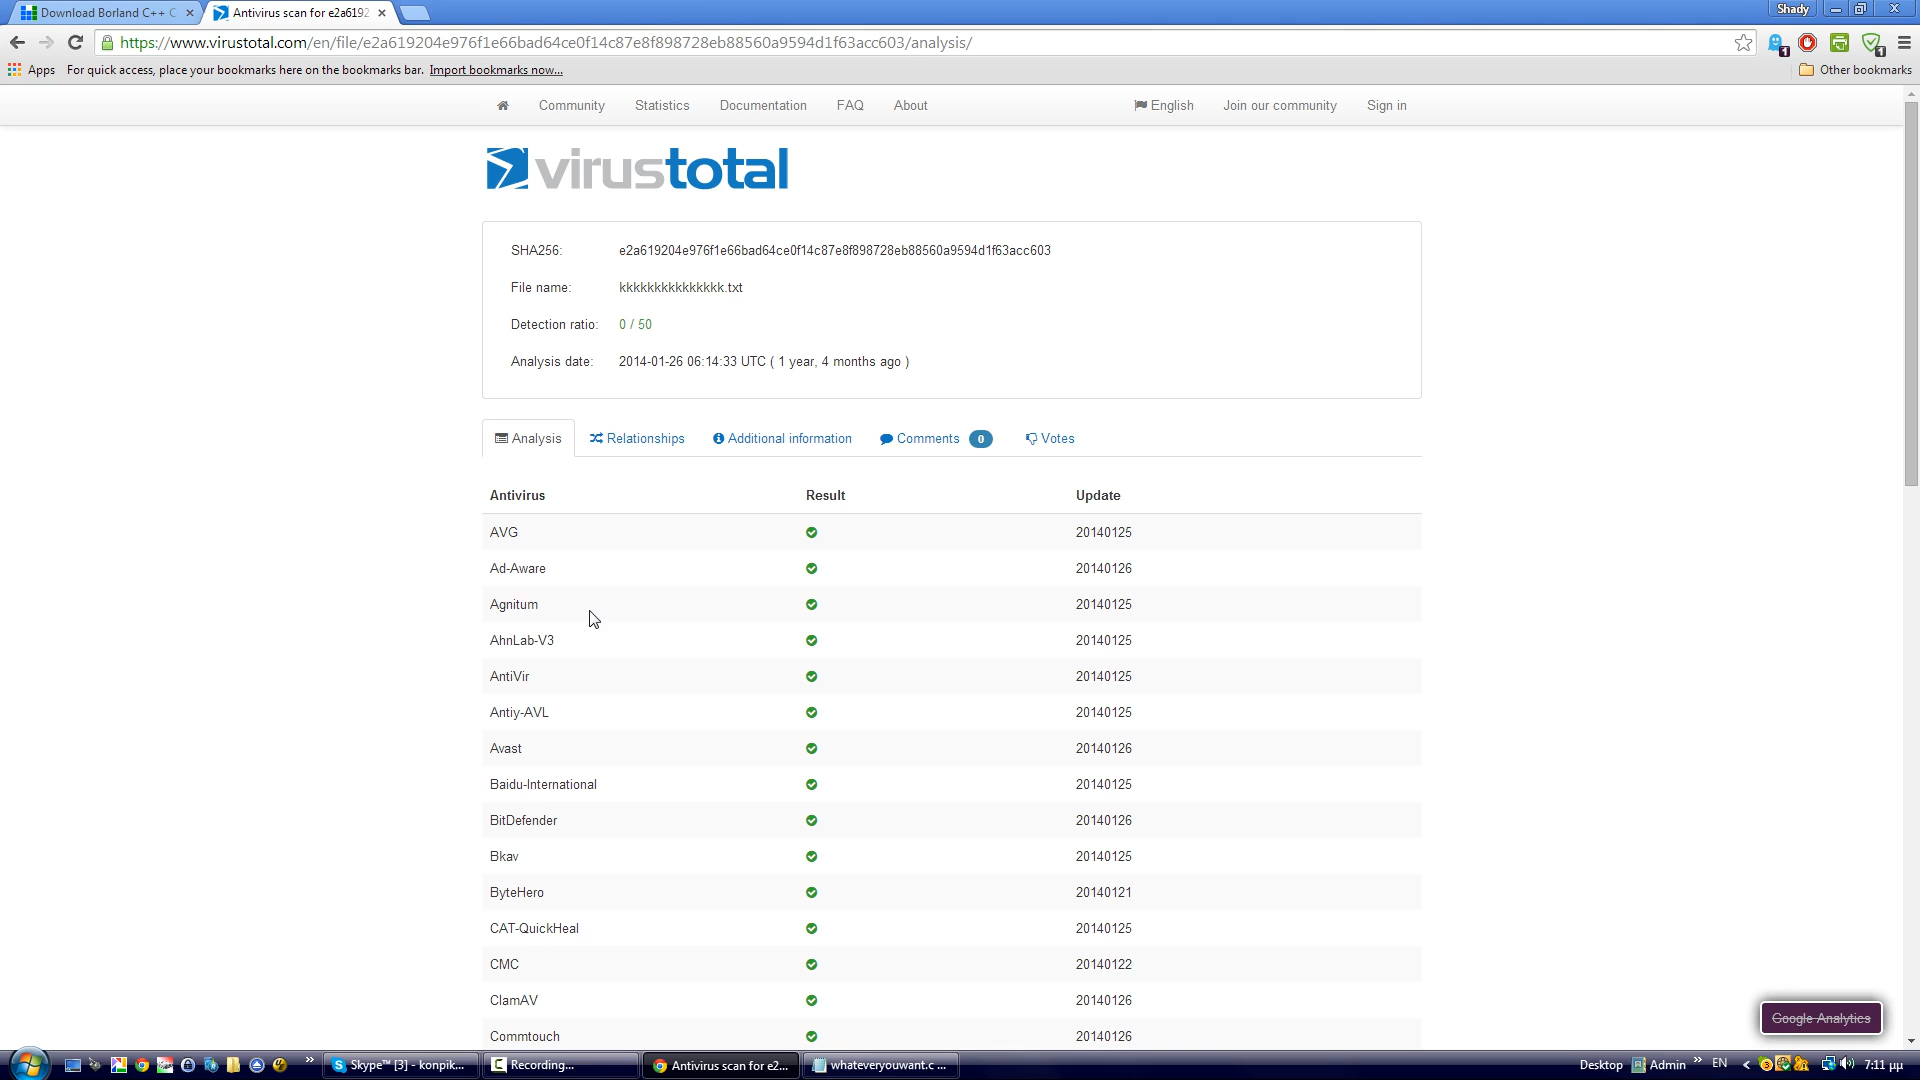 Download Borland C++ C
Antivirus scan for e2a6192
Shady
https://www.virustotal.com/en/file/e2a619204e976f1e66bad64ce0f14c87e8f898728eb88560a9594d1f63acc603/analysis/
1
1
Apps For quick access, place your bookmarks here on the bookmarks bar. Import bookmarks now...
Other bookmarks
Community Statistics Documentation FAQ About English Join our community Sign in
virustotal
SHA256: e2a619204e976f1e66bad64ce0f14c87e8f898728eb88560a9594d1f63acc603
File name: kkkkkkkkkkkkkkk.txt
Detection ratio: 0 / 50
Analysis date: 2014-01-26 06:14:33 UTC ( 1 year, 4 months ago )
Analysis Relationships Additional information Comments 0 Votes
Antivirus Result Update
AVG 20140125
Ad-Aware 20140126
Agnitum 20140125
AhnLab-V3 20140125
AntiVir 20140125
Antiy-AVL 20140125
Avast 20140126
Baidu-International 20140125
BitDefender 20140126
Bkav 20140125
ByteHero 20140121
CAT-QuickHeal 20140125
CMC 20140122
ClamAV 20140126
Commtouch 20140126
Google Analytics
Skype™ [3] - konpik...
Recording...
Antivirus scan for e2...
whateveryouwant.c ...
Desktop Admin EN 7:11 μμ